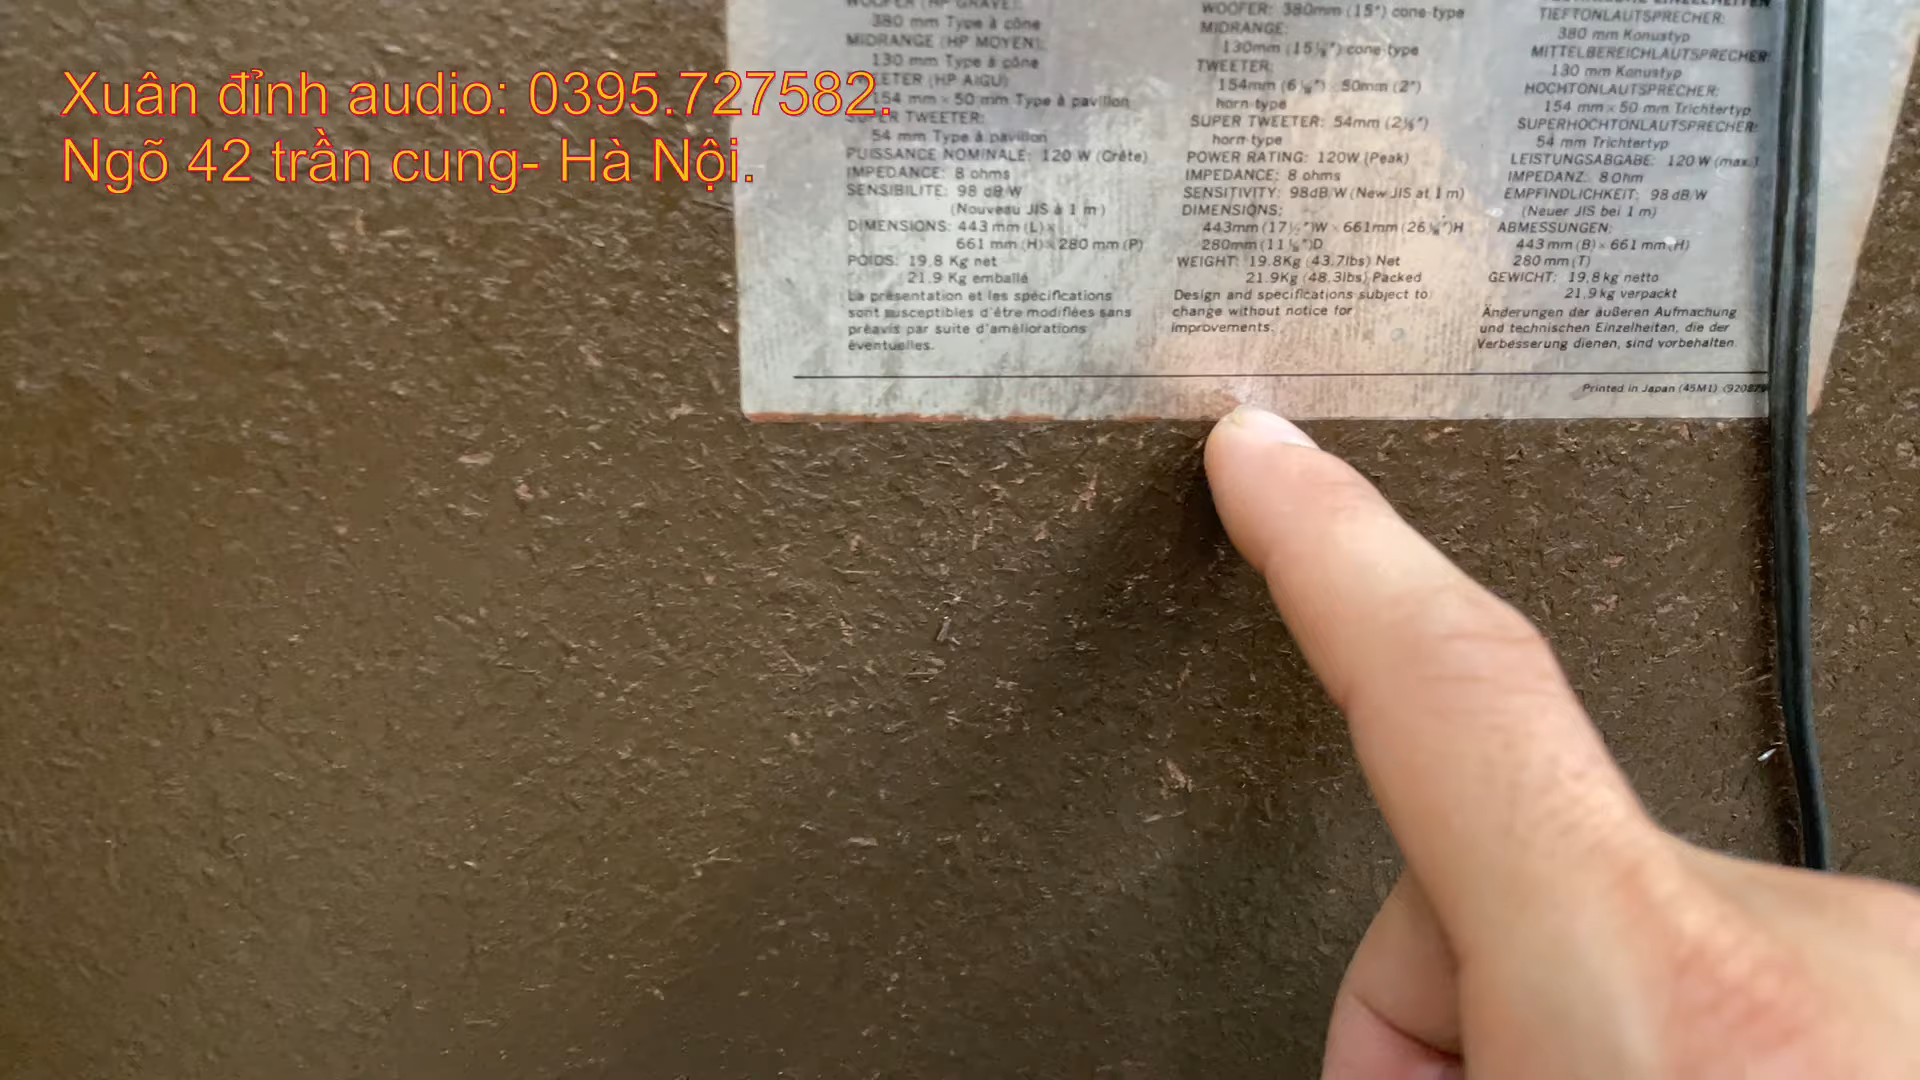 Xuân đỉnh audio: 0395.727582.
Ngõ 42 trần cung- Hà Nội.
380 mm Type à cône
MIDRANGE (HP MOYEN):
130 mm Type à cône
154 mm × 50 mm Type à pavillon
TWEETER:
54 mm Type à pavillon
PUISSANCE NOMINALE: 120 W (Crête)
IMPEDANCE: 8 ohms
SENSIBILITE: 98 dB/W
(Nouveau JIS à 1 m)
DIMENSIONS: 443 mm (L) ×
661 mm (H) × 280 mm (P)
POIDS: 19,8 Kg net
21,9 Kg emballé
La présentation et les spécifications
sont susceptibles d'être modifiées sans
préavis par suite d'améliorations
éventuelles.
WOOFER: 380mm (15") cone type
MIDRANGE:
cone type
TWEETER:
50mm (2")
horn type
SUPER TWEETER: 54mm
horn type
POWER RATING: 120W (Peak)
IMPEDANCE: 8 ohms
SENSITIVITY: 98dB/W (New JIS at 1 m)
DIMENSIONS:
443mm (17½")W × 661mm H
280mm D
WEIGHT: 19.8Kg (43.7lbs) Net
21.9Kg (48.3lbs) Packed
Design and specifications subject to
change without notice for
improvements.
TIEFTONLAUTSPRECHER:
380 mm Konustyp
MITTELBEREICHLAUTSPRECHER:
130 mm Konustyp
HOCHTONLAUTSPRECHER:
154 mm × 50 mm Trichtertyp
SUPERHOCHTONLAUTSPRECHER:
54 mm Trichtertyp
LEISTUNGSABGABE: 120 W (max.)
IMPEDANZ: 8 Ohm
EMPFINDLICHKEIT: 98 dB/W
(Neuer JIS bei 1 m)
ABMESSUNGEN:
443 mm (B) × 661 mm (H)
280 mm (T)
GEWICHT: 19,8 kg netto
21,9 kg verpackt
Änderungen der äußeren Aufmachung
und technischen Einzelheiten, die der
Verbesserung dienen, sind vorbehalten.
Printed in Japan (45M1)